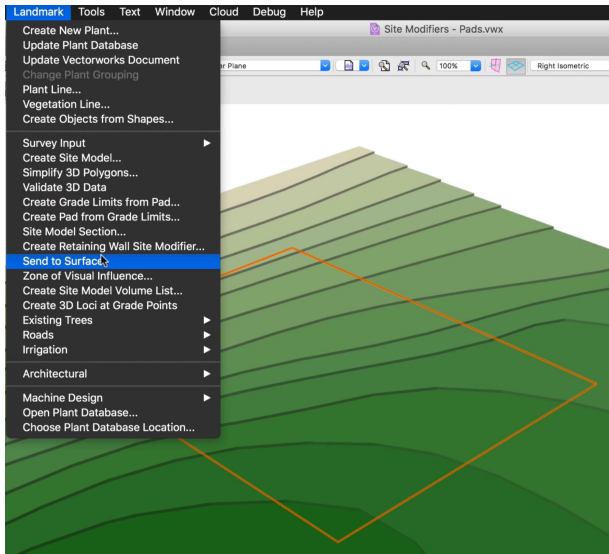 Landmark Tools Text Window Cloud Debug Help
Site Modifiers - Pads.vwx
er Plane
100%
Right Isometric
Create New Plant...
Update Plant Database
Update Vectorworks Document
Change Plant Grouping
Plant Line...
Vegetation Line...
Create Objects from Shapes...
Survey Input
Create Site Model...
Simplify 3D Polygons...
Validate 3D Data
Create Grade Limits from Pad...
Create Pad from Grade Limits...
Site Model Section...
Create Retaining Wall Site Modifier...
Send to Surface
Zone of Visual Influence...
Create Site Model Volume List...
Create 3D Loci at Grade Points
Existing Trees
Roads
Irrigation
Architectural
Machine Design
Open Plant Database...
Choose Plant Database Location...